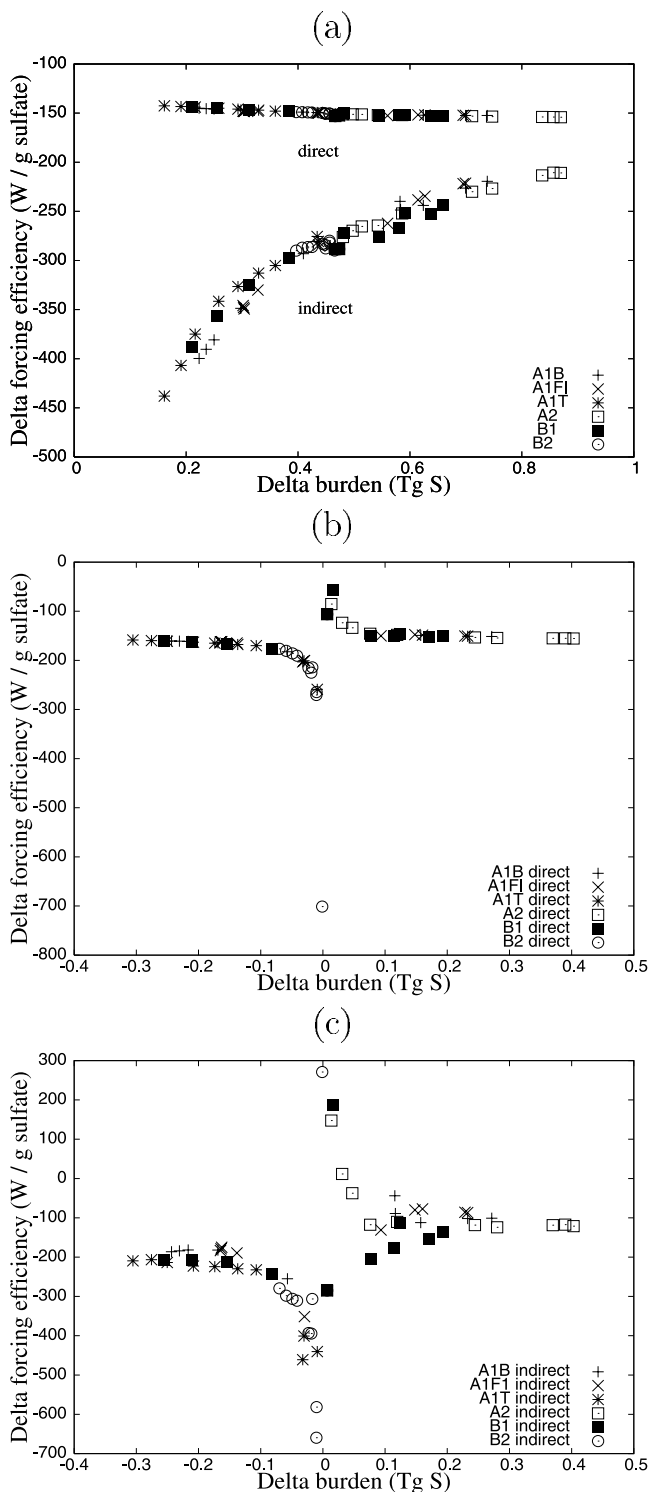 (a)
Delta forcing efficiency (W / g sulfate)
-100
-150
-200
-250
-300
-350
-400
-450
-500
direct
indirect
A1B
A1FI
A1T
A2
B1
B2
0.2 0.4 0.6 0.8 1
Delta burden (Tg S)
(b)
Delta forcing efficiency (W / g sulfate)
0
-100
-200
-300
-400
-500
-600
-700
-800
A1B direct
A1FI direct
A1T direct
A2 direct
B1 direct
B2 direct
-0.4 -0.3 -0.2 -0.1 0 0.1 0.2 0.3 0.4 0.5
Delta burden (Tg S)
(c)
Delta forcing efficiency (W / g sulfate)
300
200
100
0
-100
-200
-300
-400
-500
-600
-700
A1B indirect
A1F1 indirect
A1T indirect
A2 indirect
B1 indirect
B2 indirect
-0.4 -0.3 -0.2 -0.1 0 0.1 0.2 0.3 0.4 0.5
Delta burden (Tg S)